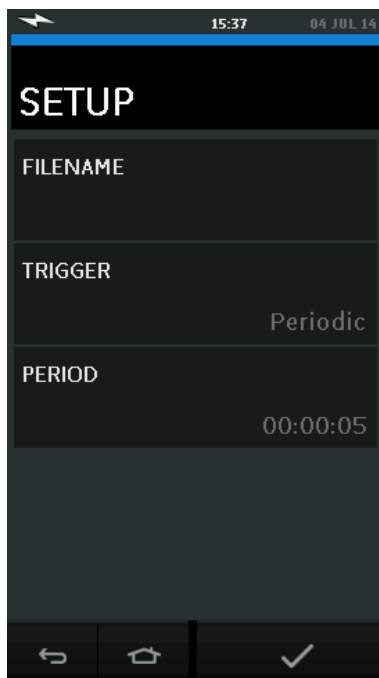 15:37 04 JUL 14
SETUP
FILENAME
TRIGGER
Periodic
PERIOD
00:00:05